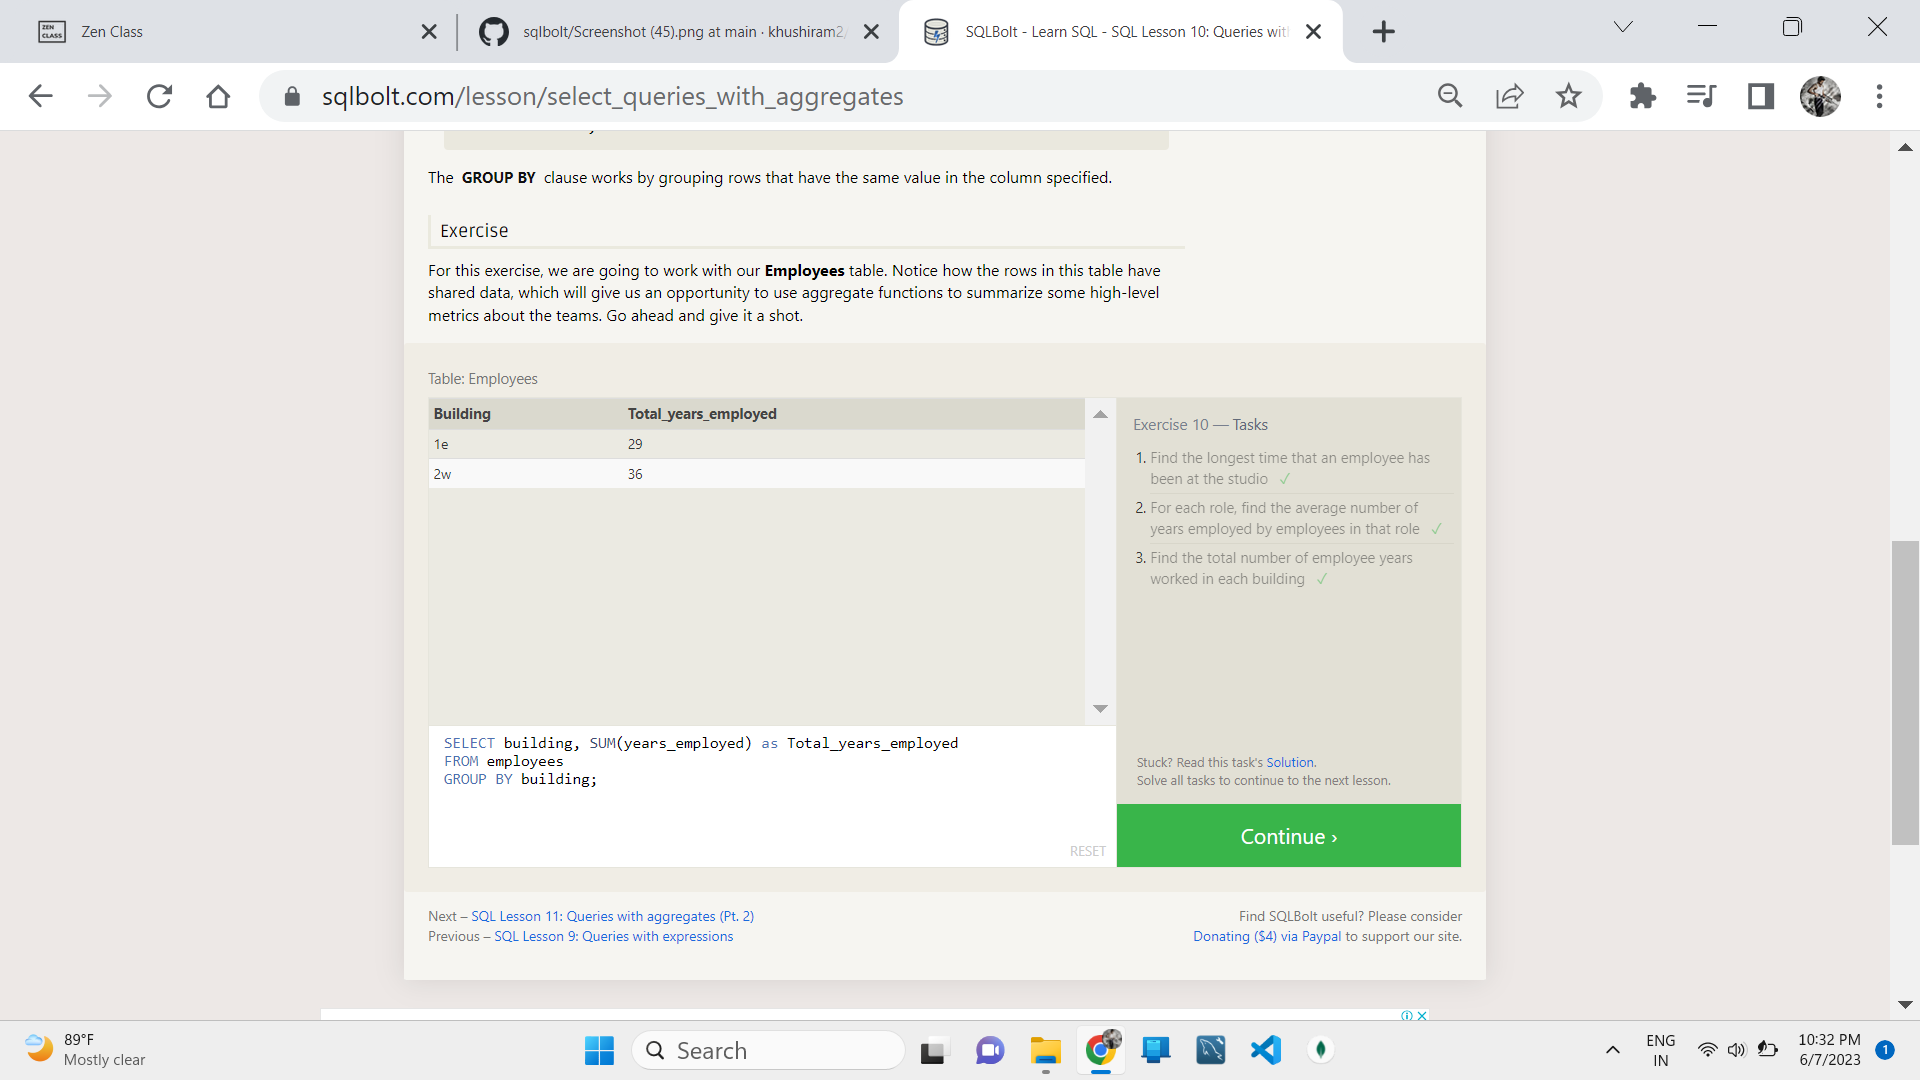 ZEN CLASS
Zen Class
sqlbolt/Screenshot (45).png at main · khushiram2/
SQLBolt - Learn SQL - SQL Lesson 10: Queries wit
sqlbolt.com/lesson/select_queries_with_aggregates
The GROUP BY clause works by grouping rows that have the same value in the column specified.
Exercise
For this exercise, we are going to work with our Employees table. Notice how the rows in this table have
shared data, which will give us an opportunity to use aggregate functions to summarize some high-level
metrics about the teams. Go ahead and give it a shot.
Table: Employees
Building Total_years_employed
1e 29
2w 36
SELECT building, SUM(years_employed) as Total_years_employed
FROM employees
GROUP BY building;
RESET
Exercise 10 — Tasks
1. Find the longest time that an employee has
been at the studio ✓
2. For each role, find the average number of
years employed by employees in that role ✓
3. Find the total number of employee years
worked in each building ✓
Stuck? Read this task's Solution.
Solve all tasks to continue to the next lesson.
Continue ›
Next – SQL Lesson 11: Queries with aggregates (Pt. 2)
Previous – SQL Lesson 9: Queries with expressions
Find SQLBolt useful? Please consider
Donating ($4) via Paypal to support our site.
89°F
Mostly clear
Search
ENG
IN
10:32 PM
6/7/2023
1